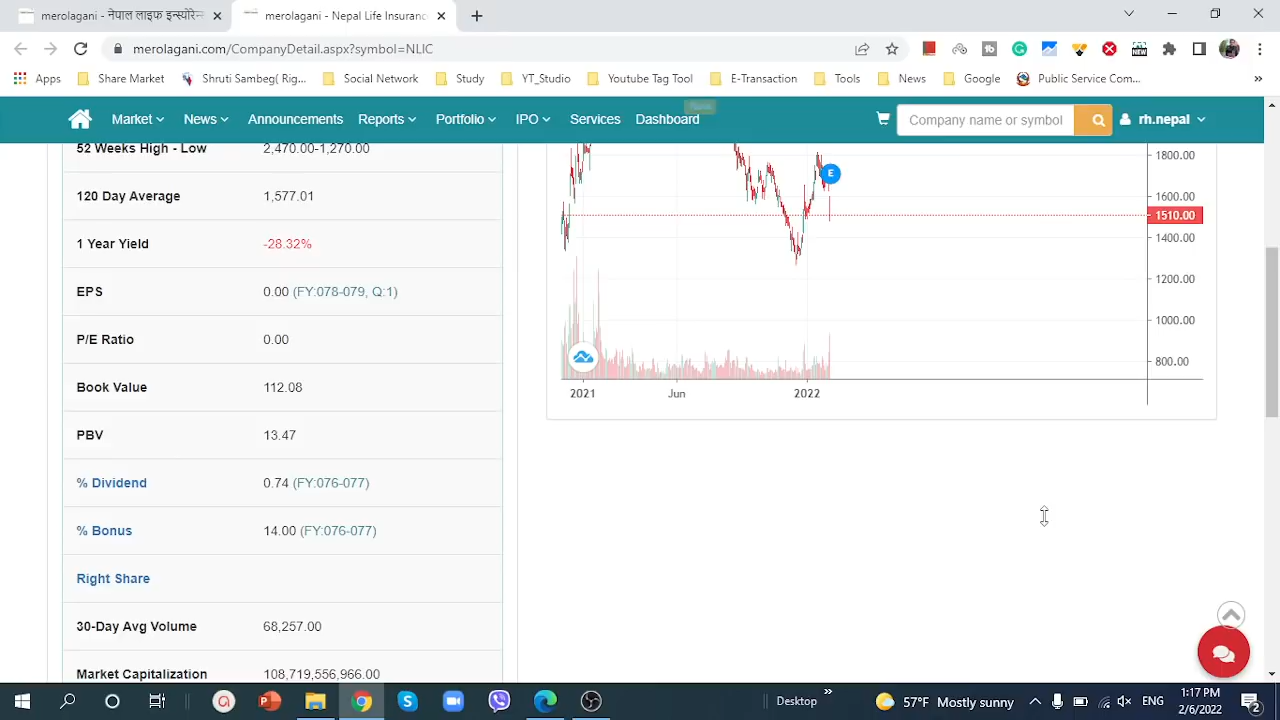 merolagani - नेपाल लाइफ इन्स्योरेन्स
merolagani - Nepal Life Insuranc
merolagani.com/CompanyDetail.aspx?symbol=NLIC
Apps Share Market Shruti Sambeg( Rig... Social Network Study YT_Studio Youtube Tag Tool E-Transaction Tools News Google Public Service Com... »
Market News Announcements Reports Portfolio IPO Services Dashboard Company name or symbol rh.nepal
52 Weeks High - Low 2,470.00-1,270.00
120 Day Average 1,577.01
1 Year Yield -28.32%
EPS 0.00 (FY:078-079, Q:1)
P/E Ratio 0.00
Book Value 112.08
PBV 13.47
% Dividend 0.74 (FY:076-077)
% Bonus 14.00 (FY:076-077)
Right Share
30-Day Avg Volume 68,257.00
Market Capitalization 108,719,556,966.00
1800.00
E
1600.00
1510.00
1400.00
1200.00
1000.00
800.00
2021 Jun 2022
Desktop » 57°F Mostly sunny ENG 1:17 PM
2/6/2022 2